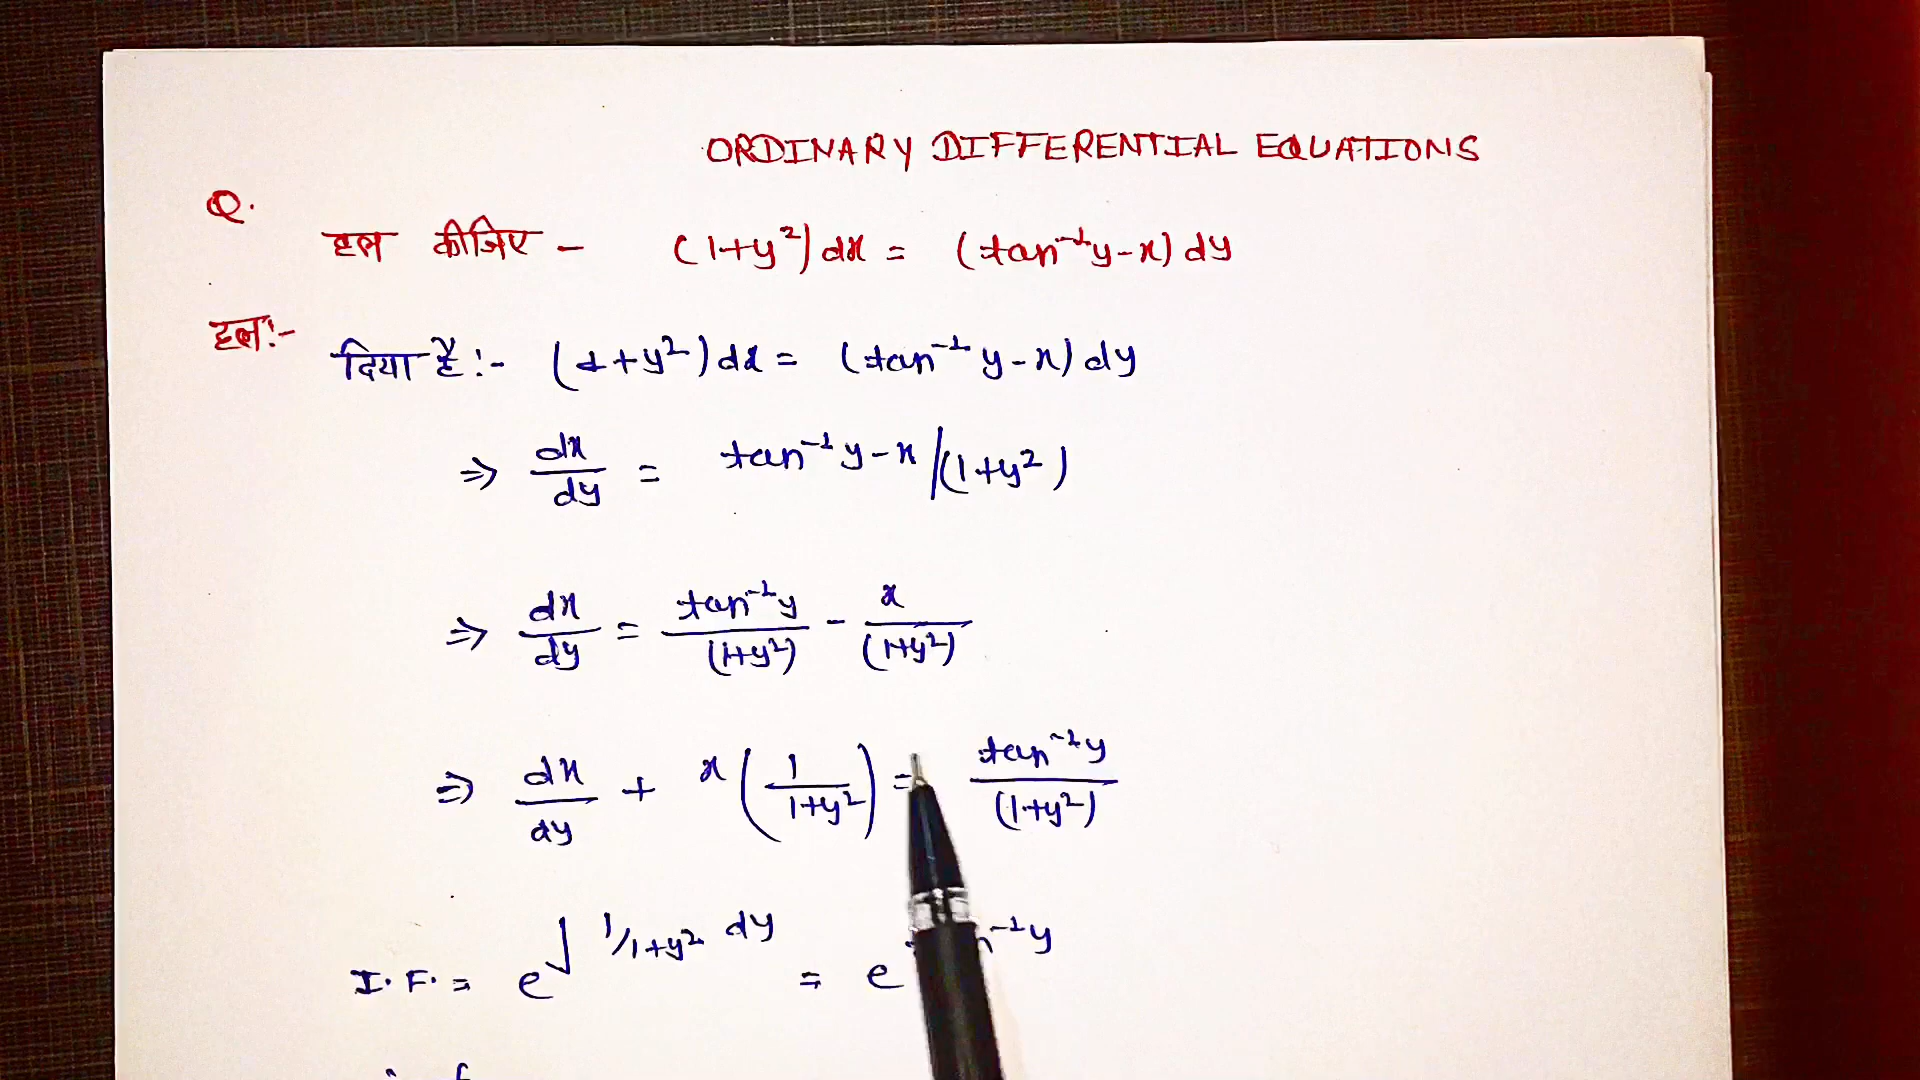 ORDINARY DIFFERENTIAL EQUATIONS
Q.
हल कीजिए - (1+y²)dx = (tan⁻¹y-x)dy
हल:-
दिया है:- (1+y²)dx = (tan⁻¹y-x)dy
⇒ dx/dy = tan⁻¹y-x/(1+y²)
⇒ dx/dy = tan⁻¹y/(1+y²) - x/(1+y²)
⇒ dx/dy + x(1/1+y²) = tan⁻¹y/(1+y²)
I.F. = e^∫ 1/1+y² dy = e n⁻¹y